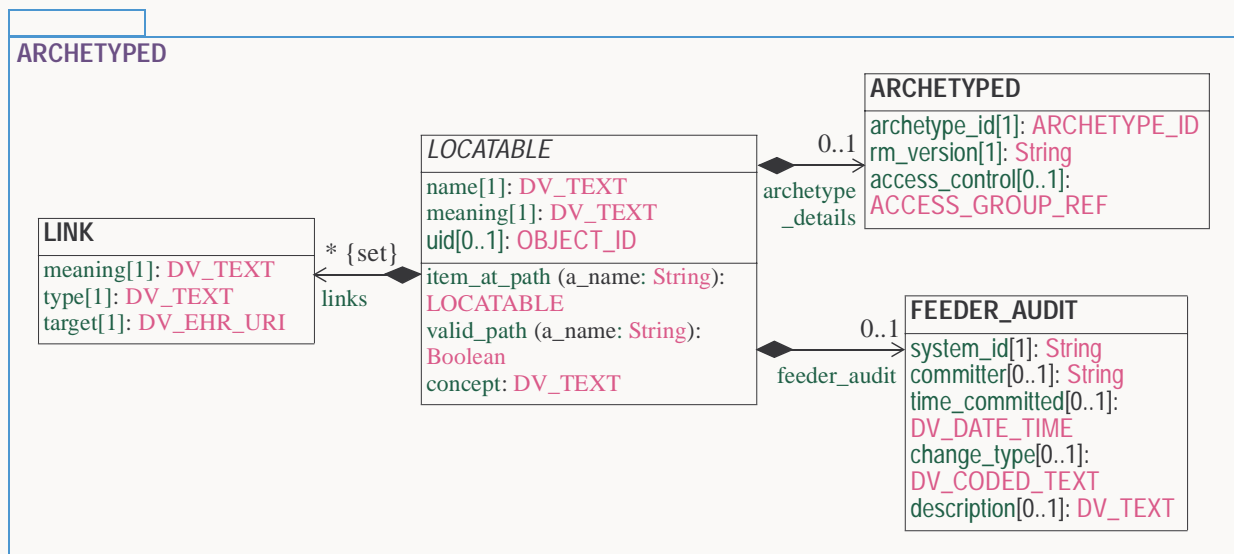 ARCHETYPED
LINK
meaning[1]: DV_TEXT
type[1]: DV_TEXT
target[1]: DV_EHR_URI
* {set}
links
LOCATABLE
name[1]: DV_TEXT
meaning[1]: DV_TEXT
uid[0..1]: OBJECT_ID
item_at_path (a_name: String):
LOCATABLE
valid_path (a_name: String):
Boolean
concept: DV_TEXT
0..1
archetype
_details
ARCHETYPED
archetype_id[1]: ARCHETYPE_ID
rm_version[1]: String
access_control[0..1]:
ACCESS_GROUP_REF
0..1
feeder_audit
FEEDER_AUDIT
system_id[1]: String
committer[0..1]: String
time_committed[0..1]:
DV_DATE_TIME
change_type[0..1]:
DV_CODED_TEXT
description[0..1]: DV_TEXT